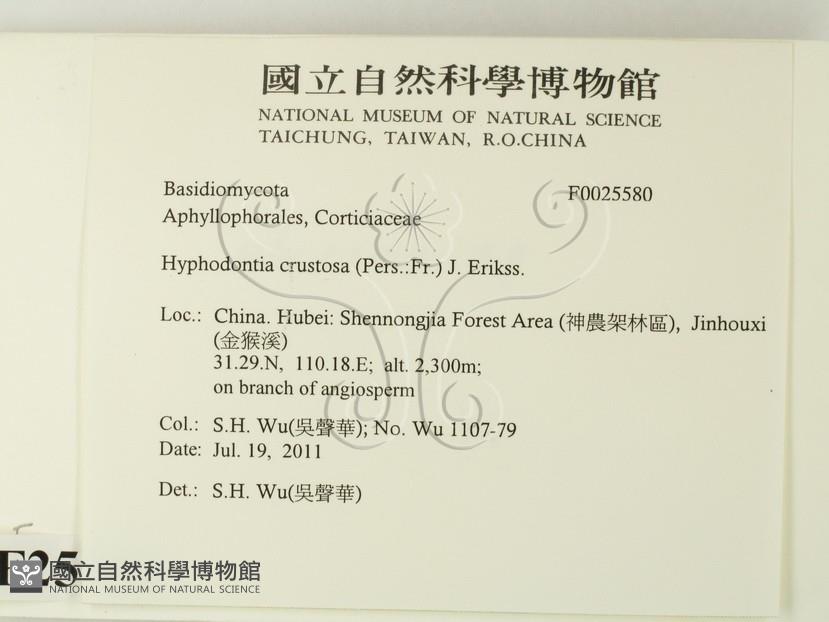 國立自然科學博物館
NATIONAL MUSEUM OF NATURAL SCIENCE
TAICHUNG, TAIWAN, R.O.CHINA
Basidiomycota F0025580
Aphyllophorales, Corticiaceae
Hyphodontia crustosa (Pers.:Fr.) J. Erikss.
Loc.: China. Hubei: Shennongjia Forest Area (神農架林區), Jinhouxi
(金猴溪)
31.29.N, 110.18.E; alt. 2,300m;
on branch of angiosperm
Col.: S.H. Wu(吳聲華); No. Wu 1107-79
Date: Jul. 19, 2011
Det.: S.H. Wu(吳聲華)
F25
國立自然科學博物館
NATIONAL MUSEUM OF NATURAL SCIENCE